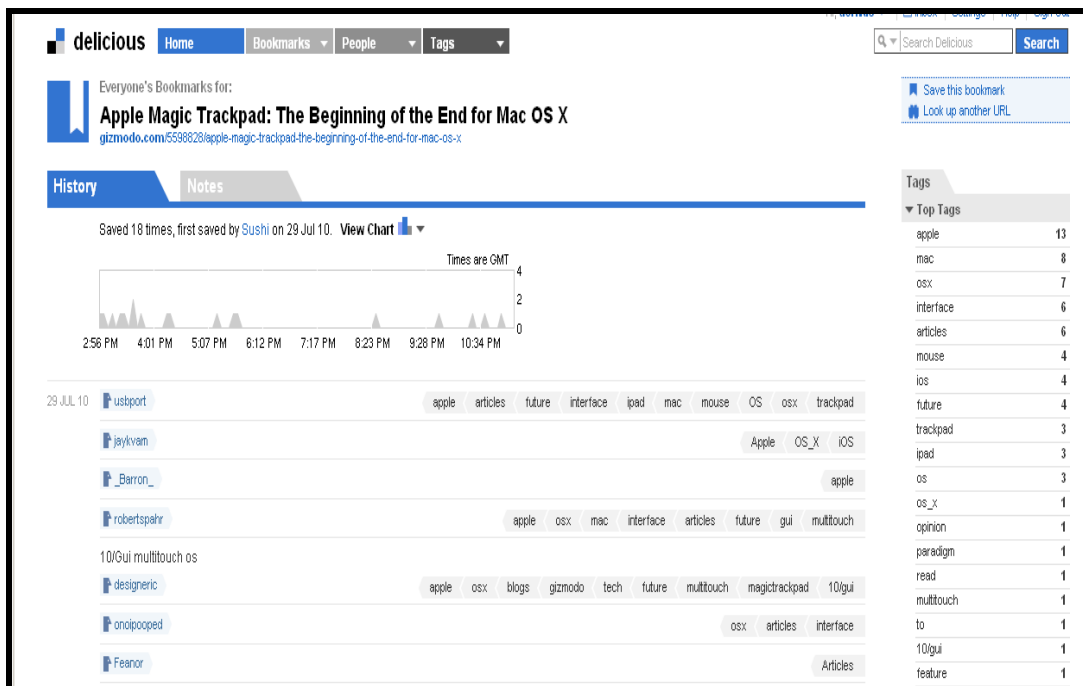 delicious Home Bookmarks People Tags Search Delicious Search
Everyone's Bookmarks for:
Apple Magic Trackpad: The Beginning of the End for Mac OS X
gizmodo.com/5598828/apple-magic-trackpad-the-beginning-of-the-end-for-mac-os-x
Save this bookmark
Look up another URL
History Notes
Saved 18 times, first saved by Sushi on 29 Jul 10. View Chart
Times are GMT
4
2
0
2:56 PM 4:01 PM 5:07 PM 6:12 PM 7:17 PM 8:23 PM 9:28 PM 10:34 PM
29 JUL 10 usbport apple articles future interface ipad mac mouse OS osx trackpad
jaykvam Apple OS_X iOS
_Barron_ apple
robertspahr apple osx mac interface articles future gui multitouch
10/Gui multitouch os
designeric apple osx blogs gizmodo tech future multitouch magictrackpad 10/gui
onoipooped osx articles interface
Feanor Articles
Tags
Top Tags
apple 13
mac 8
osx 7
interface 6
articles 6
mouse 4
ios 4
future 4
trackpad 3
ipad 3
os 3
os_x 1
opinion 1
paradigm 1
read 1
multitouch 1
to 1
10/gui 1
feature 1